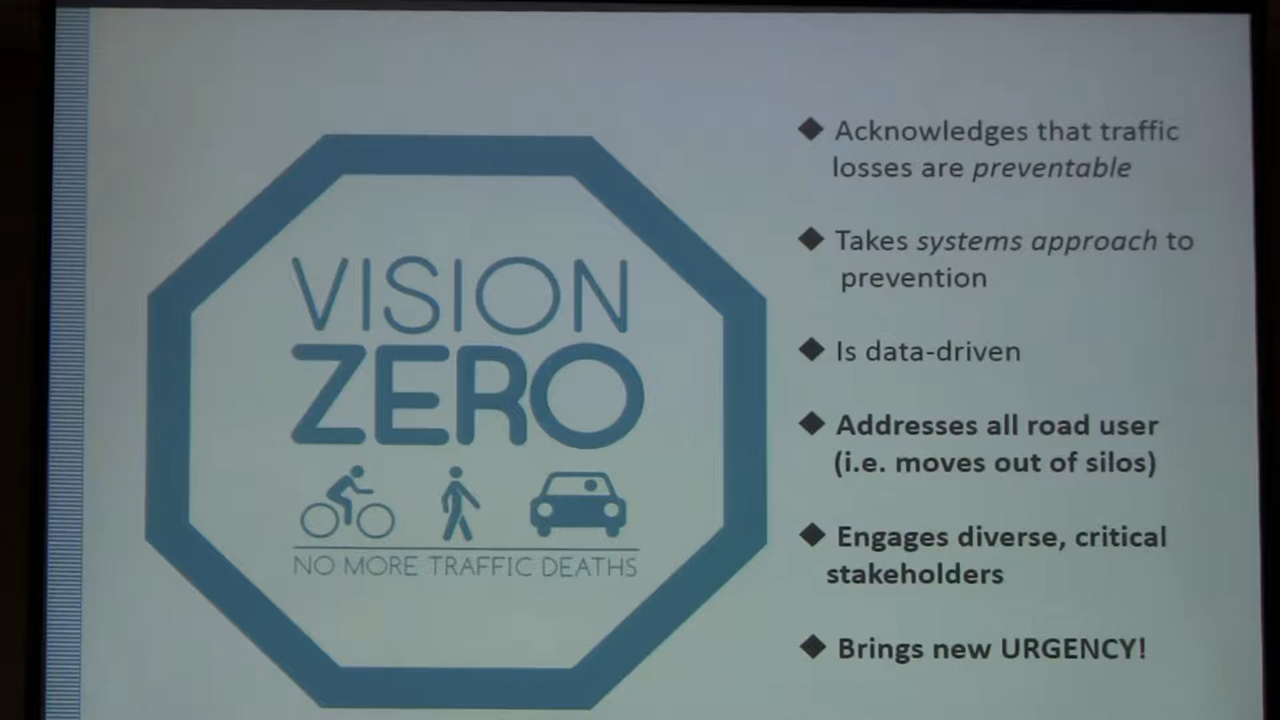 VISION
ZERO
NO MORE TRAFFIC DEATHS
◆ Acknowledges that traffic
losses are preventable
◆ Takes systems approach to
prevention
◆ Is data-driven
◆ Addresses all road user
(i.e. moves out of silos)
◆ Engages diverse, critical
stakeholders
◆ Brings new URGENCY!